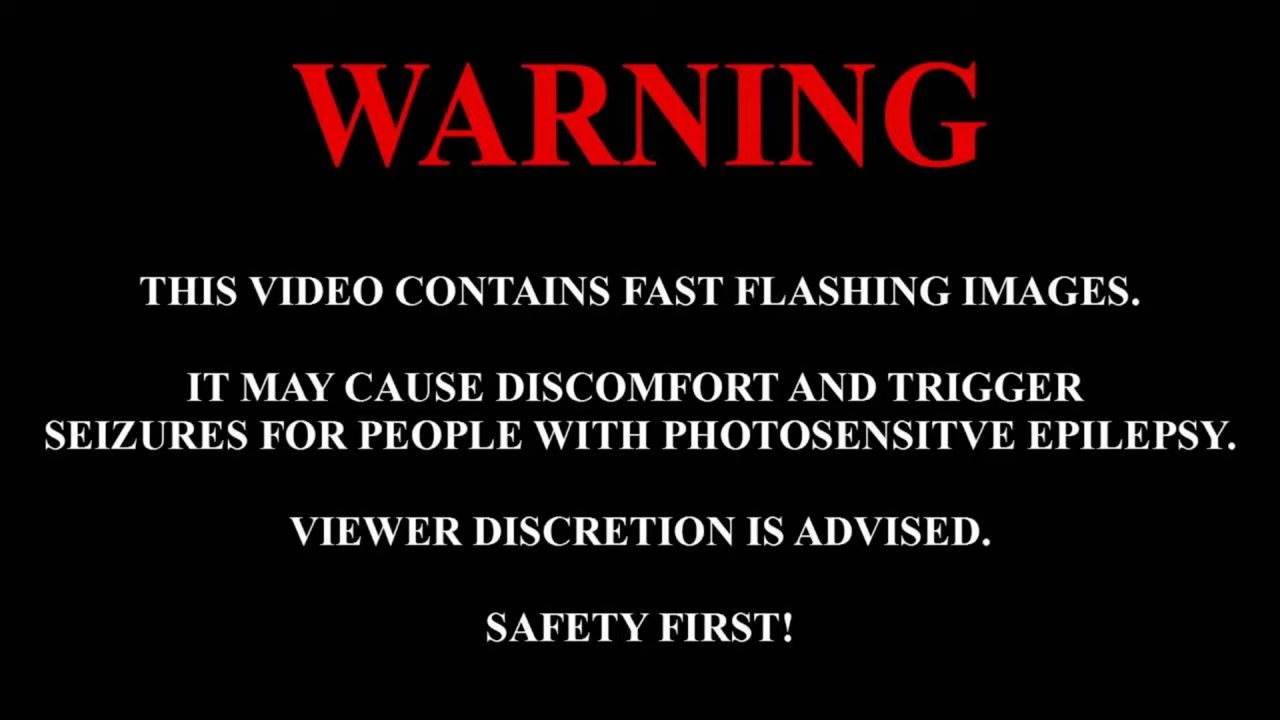 WARNING
THIS VIDEO CONTAINS FAST FLASHING IMAGES.
IT MAY CAUSE DISCOMFORT AND TRIGGER
SEIZURES FOR PEOPLE WITH PHOTOSENSITVE EPILEPSY.
VIEWER DISCRETION IS ADVISED.
SAFETY FIRST!